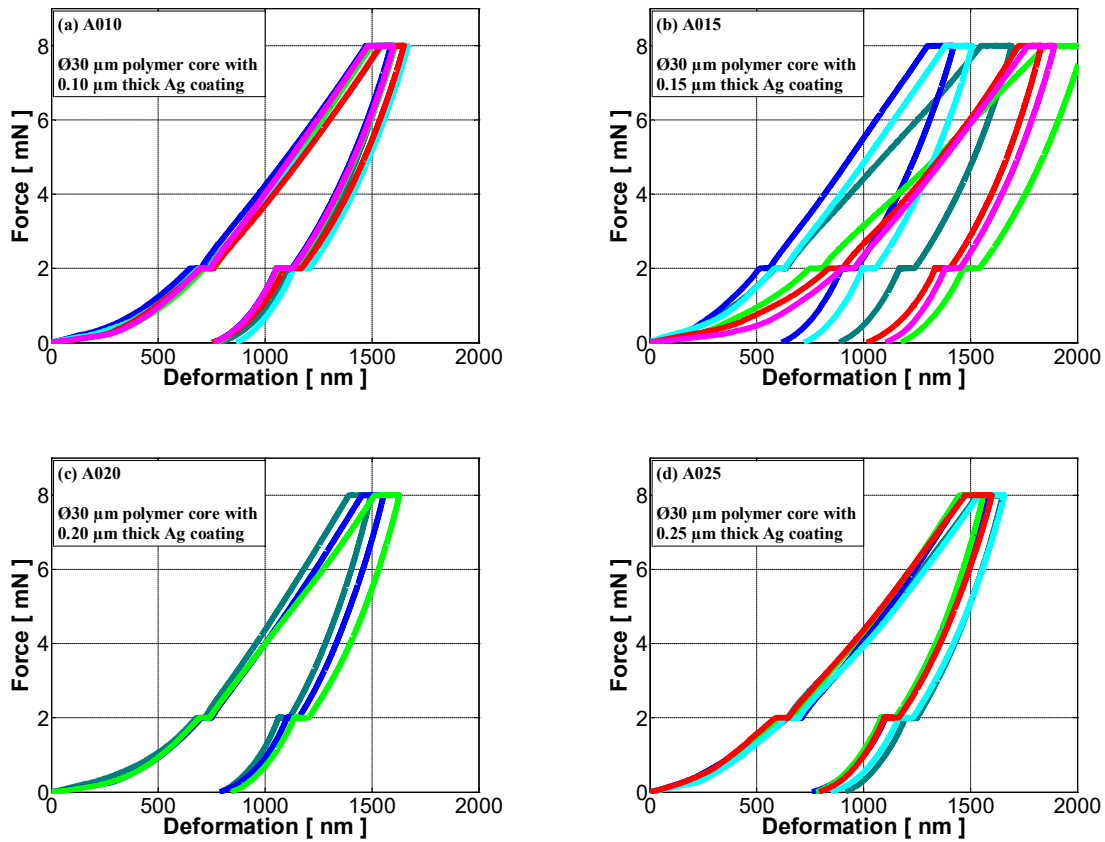 (a) A010
Ø30 µm polymer core with
0.10 µm thick Ag coating
8
6
4
2
0
Force [ mN ]
0 500 1000 1500 2000
Deformation [ nm ]
(b) A015
Ø30 µm polymer core with
0.15 µm thick Ag coating
8
6
4
2
0
Force [ mN ]
0 500 1000 1500 2000
Deformation [ nm ]
(c) A020
Ø30 µm polymer core with
0.20 µm thick Ag coating
8
6
4
2
0
Force [ mN ]
0 500 1000 1500 2000
Deformation [ nm ]
(d) A025
Ø30 µm polymer core with
0.25 µm thick Ag coating
8
6
4
2
0
Force [ mN ]
0 500 1000 1500 2000
Deformation [ nm ]